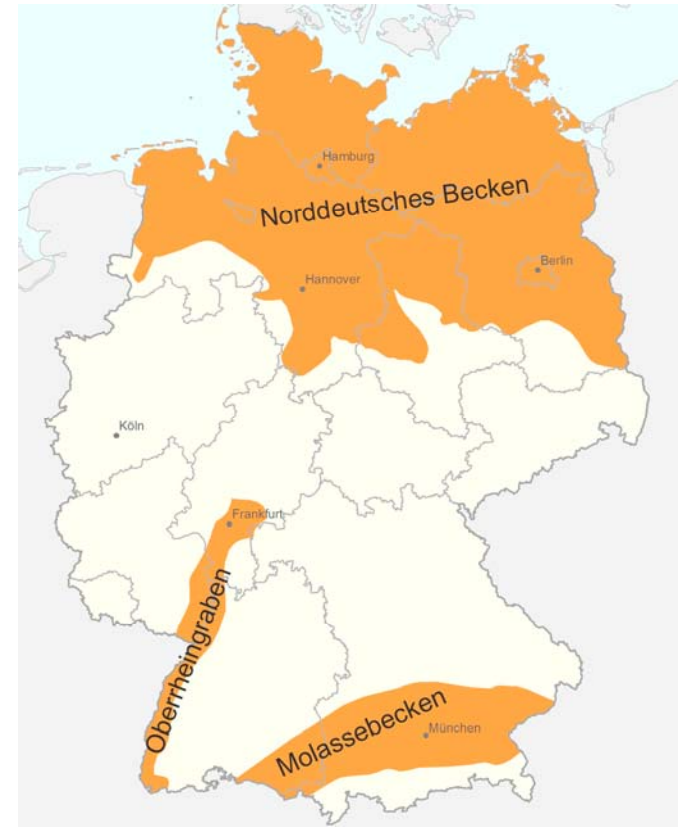 Hamburg
Norddeutsches Becken
Berlin
Hannover
Köln
Frankfurt
Oberrheingraben
Molassebecken
München